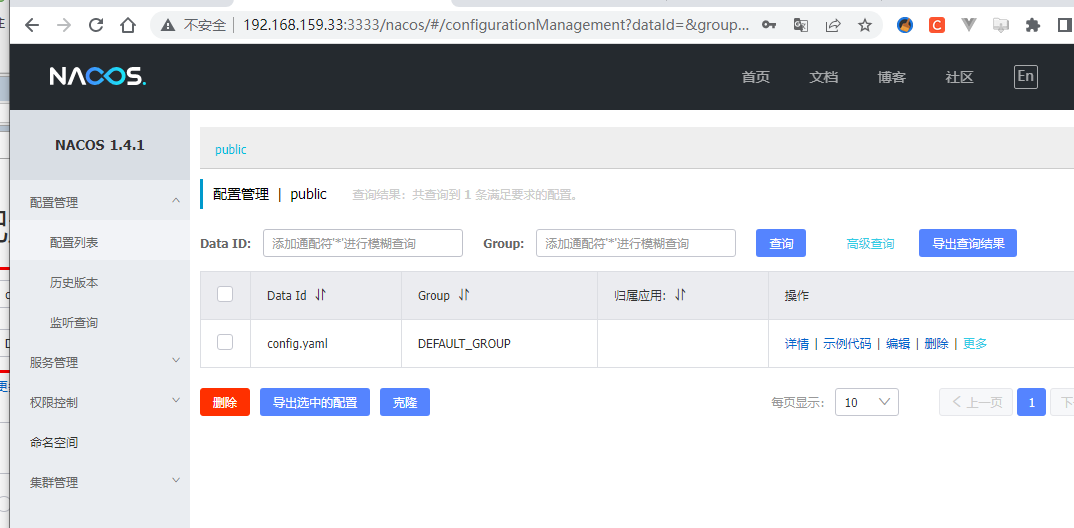 不安全 192.168.159.33:3333/nacos/#/configurationManagement?dataId=&group...
NACOS.
首页 文档 博客 社区 En
NACOS 1.4.1
配置管理
配置列表
历史版本
监听查询
服务管理
权限控制
命名空间
集群管理
public
配置管理 | public 查询结果：共查询到 1 条满足要求的配置。
Data ID: 添加通配符'*'进行模糊查询 Group: 添加通配符'*'进行模糊查询 查询 高级查询 导出查询结果
Data Id Group 归属应用: 操作
config.yaml DEFAULT_GROUP 详情 | 示例代码 | 编辑 | 删除 | 更多
删除 导出选中的配置 克隆 每页显示: 10 上一页 1 下